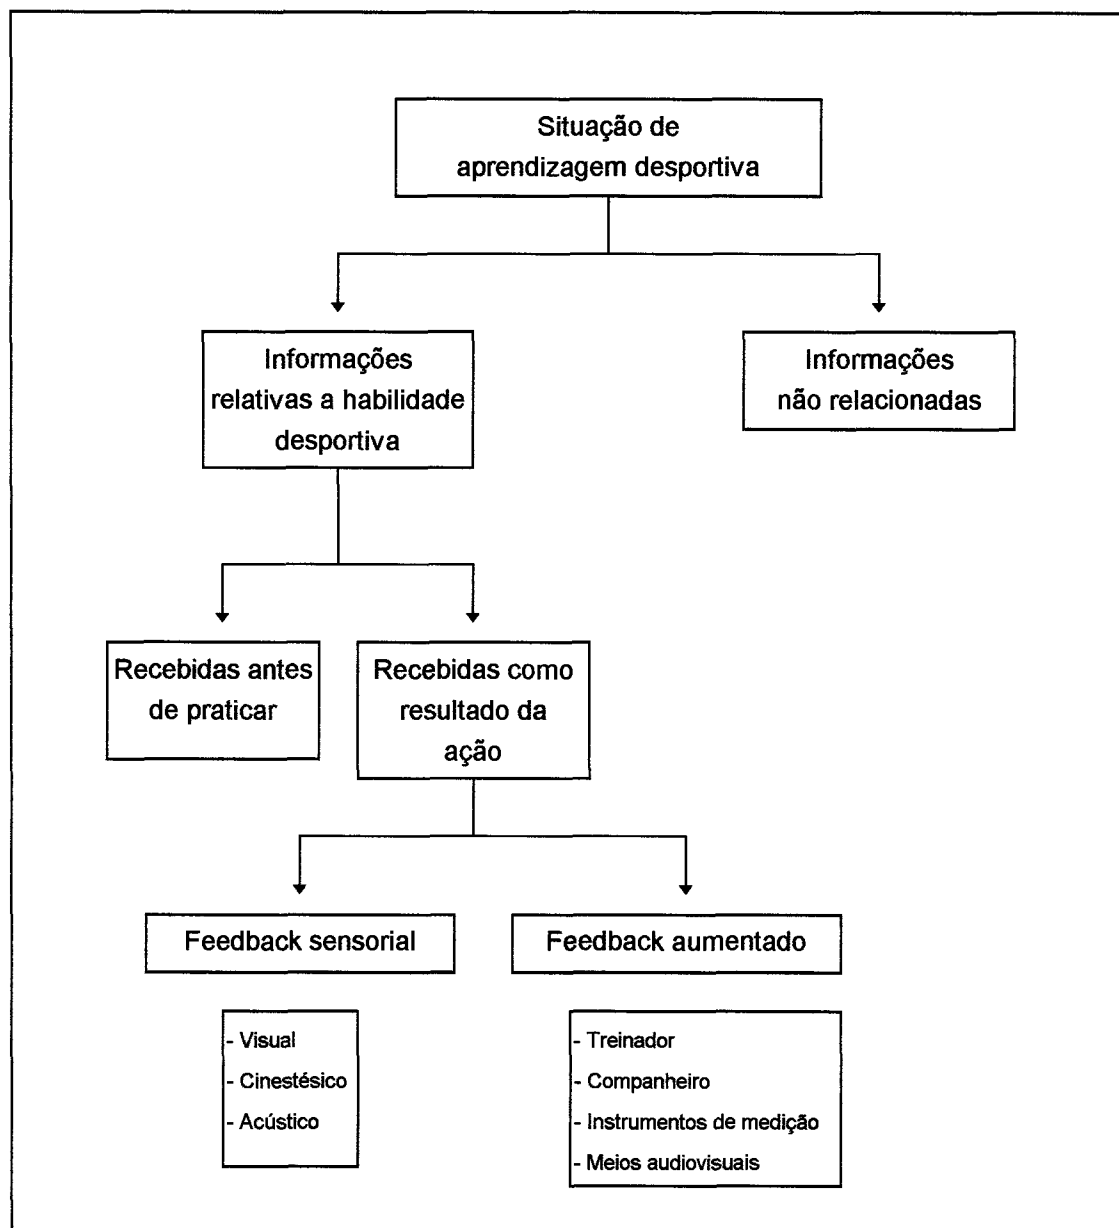 Situação de
aprendizagem desportiva
Informações
relativas a habilidade
desportiva
Informações
não relacionadas
Recebidas antes
de praticar
Recebidas como
resultado da
ação
Feedback sensorial
Feedback aumentado
- Visual
- Cinestésico
- Acústico
- Treinador
- Companheiro
- Instrumentos de medição
- Meios audiovisuais